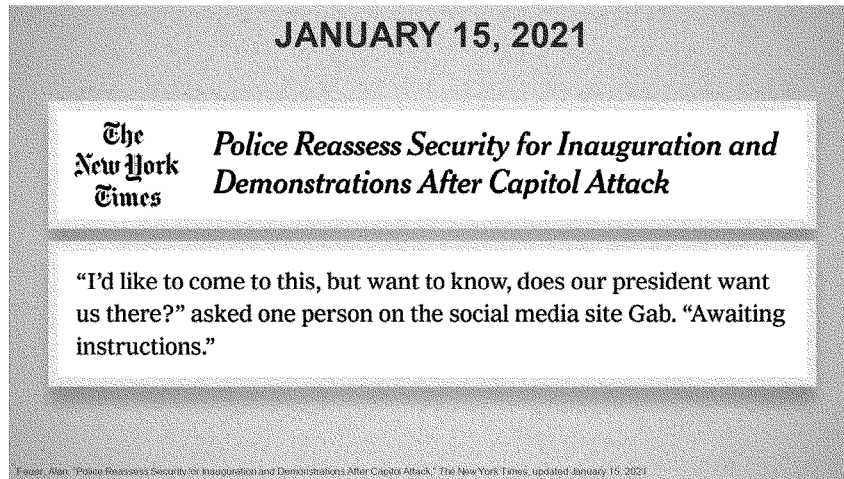 JANUARY 15, 2021
The
New York
Times
Police Reassess Security for Inauguration and
Demonstrations After Capitol Attack
“I’d like to come to this, but want to know, does our president want
us there?” asked one person on the social media site Gab. “Awaiting
instructions.”
Feuer, Alan. "Police Reassess Security for Inauguration and Demonstrations After Capitol Attack," The New York Times, updated January 15, 2021